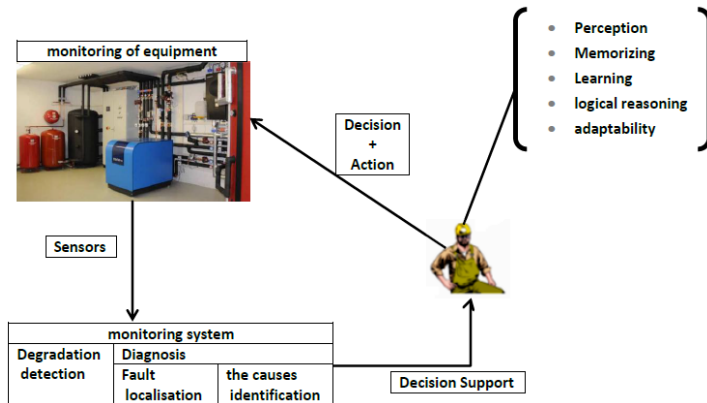 monitoring of equipment
Perception
Memorizing
Learning
logical reasoning
adaptability
Decision
+
Action
Sensors
monitoring system
Degradation
detection
Diagnosis
Fault
localisation
the causes
identification
Decision Support